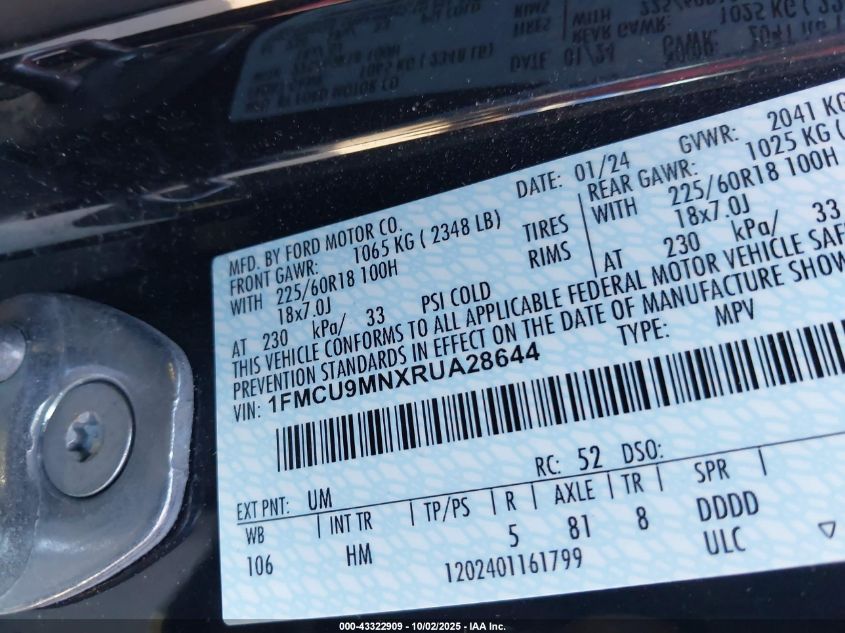 MFD. BY FORD MOTOR CO.
DATE: 01/24
GVWR: 2041 KG
FRONT GAWR: 1065 KG ( 2348 LB)
REAR GAWR: 1025 KG (
WITH 225/60R18 100H TIRES
WITH 225/60R18 100H
18x7.0J RIMS
18x7.0J
AT 230 kPa/ 33 PSI COLD
AT 230 kPa/ 33
THIS VEHICLE CONFORMS TO ALL APPLICABLE FEDERAL MOTOR VEHICLE
PREVENTION STANDARDS IN EFFECT ON THE DATE OF MANUFACTURE
VIN: 1FMCU9MNXRUA28644
TYPE: MPV
RC: 52 DSO:
EXT PNT: UM
WB INT TR TP/PS R AXLE TR SPR
106 HM 5 81 8 DDDD
1202401161799 ULC
000-43322909 - 10/02/2025 - IAA Inc.